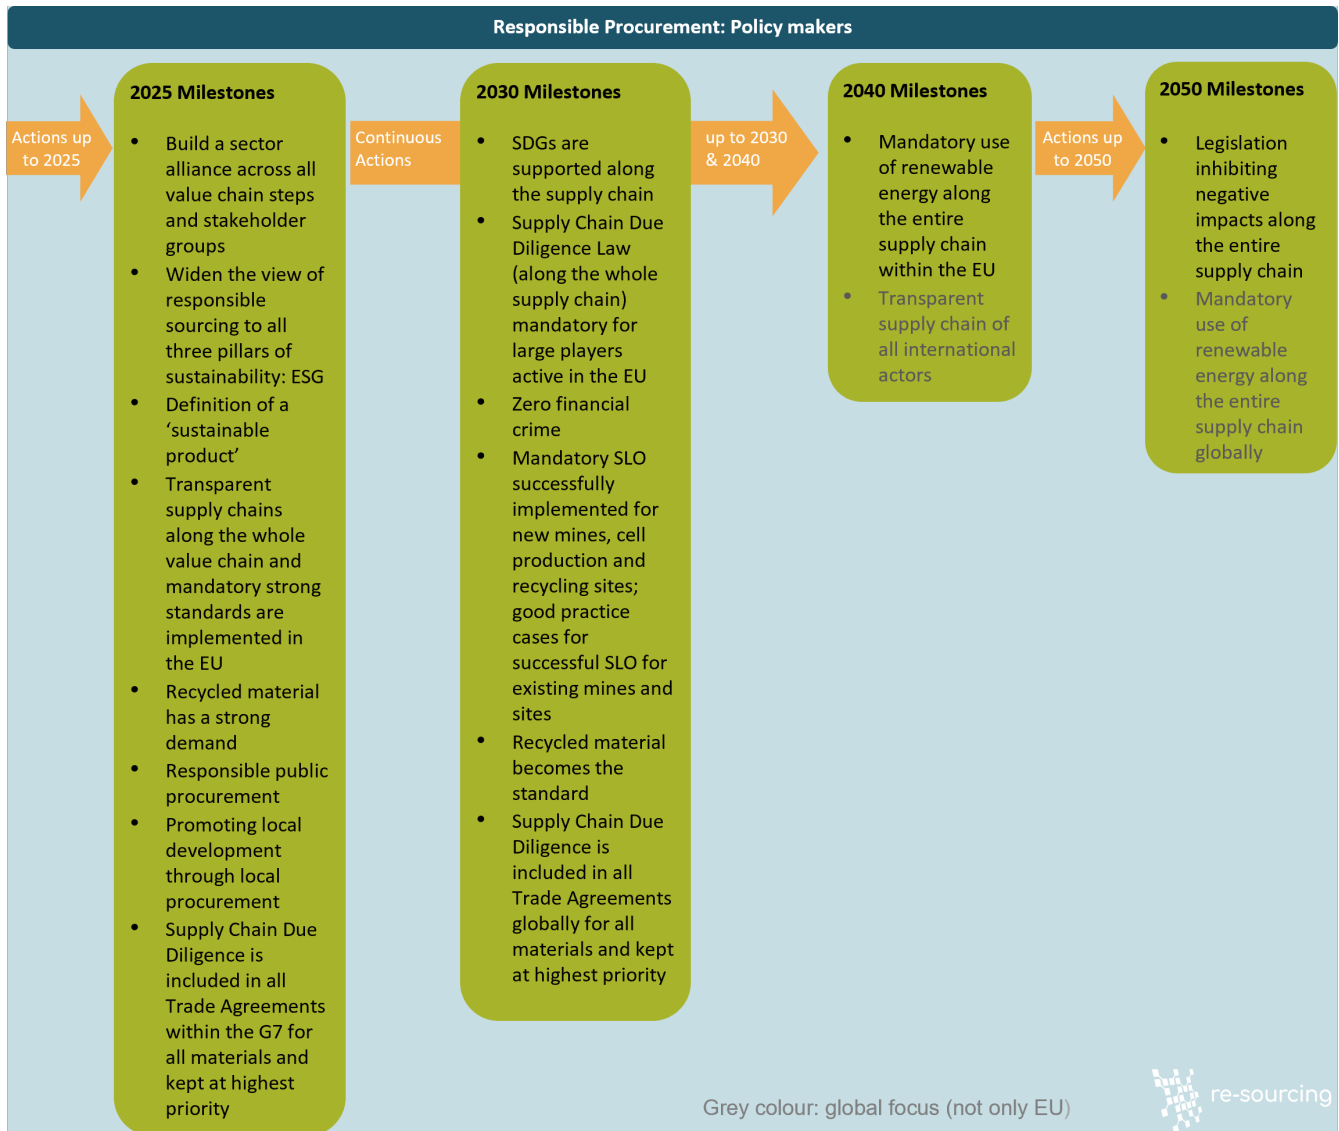 Responsible Procurement: Policy makers
Actions up
to 2025
2025 Milestones
• Build a sector
alliance across all
value chain steps
and stakeholder
groups
• Widen the view of
responsible
sourcing to all
three pillars of
sustainability: ESG
• Definition of a
‘sustainable
product’
• Transparent
supply chains
along the whole
value chain and
mandatory strong
standards are
implemented in
the EU
• Recycled material
has a strong
demand
• Responsible public
procurement
• Promoting local
development
through local
procurement
• Supply Chain Due
Diligence is
included in all
Trade Agreements
within the G7 for
all materials and
kept at highest
priority
Continuous
Actions
2030 Milestones
• SDGs are
supported along
the supply chain
• Supply Chain Due
Diligence Law
(along the whole
supply chain)
mandatory for
large players
active in the EU
• Zero financial
crime
• Mandatory SLO
successfully
implemented for
new mines, cell
production and
recycling sites;
good practice
cases for
successful SLO for
existing mines and
sites
• Recycled material
becomes the
standard
• Supply Chain Due
Diligence is
included in all
Trade Agreements
globally for all
materials and kept
at highest priority
up to 2030
& 2040
2040 Milestones
• Mandatory use
of renewable
energy along
the entire
supply chain
within the EU
• Transparent
supply chain of
all international
actors
Actions up
to 2050
2050 Milestones
• Legislation
inhibiting
negative
impacts along
the entire
supply chain
• Mandatory
use of
renewable
energy along
the entire
supply chain
globally
Grey colour: global focus (not only EU)
re-sourcing